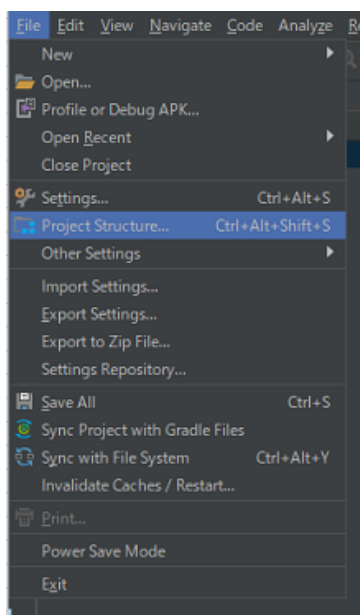 File Edit View Navigate Code Analyze
New
Open...
Profile or Debug APK...
Open Recent
Close Project
Settings... Ctrl+Alt+S
Project Structure... Ctrl+Alt+Shift+S
Other Settings
Import Settings...
Export Settings...
Export to Zip File...
Settings Repository...
Save All Ctrl+S
Sync Project with Gradle Files
Sync with File System Ctrl+Alt+Y
Invalidate Caches / Restart...
Print...
Power Save Mode
Exit